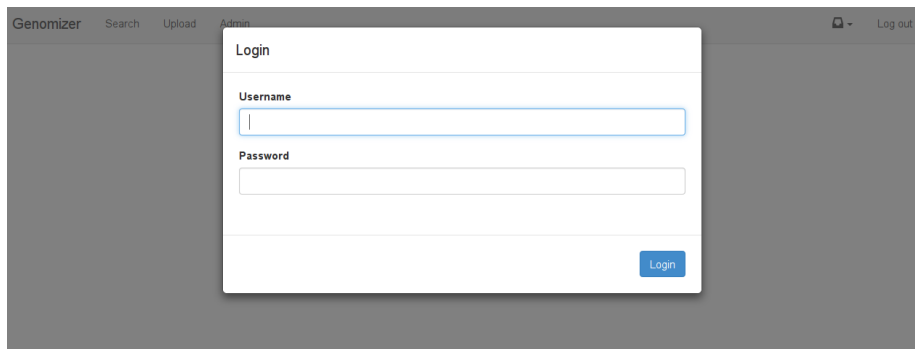 Genomizer Search Upload Admin Log out
Login
Username
Password
Login